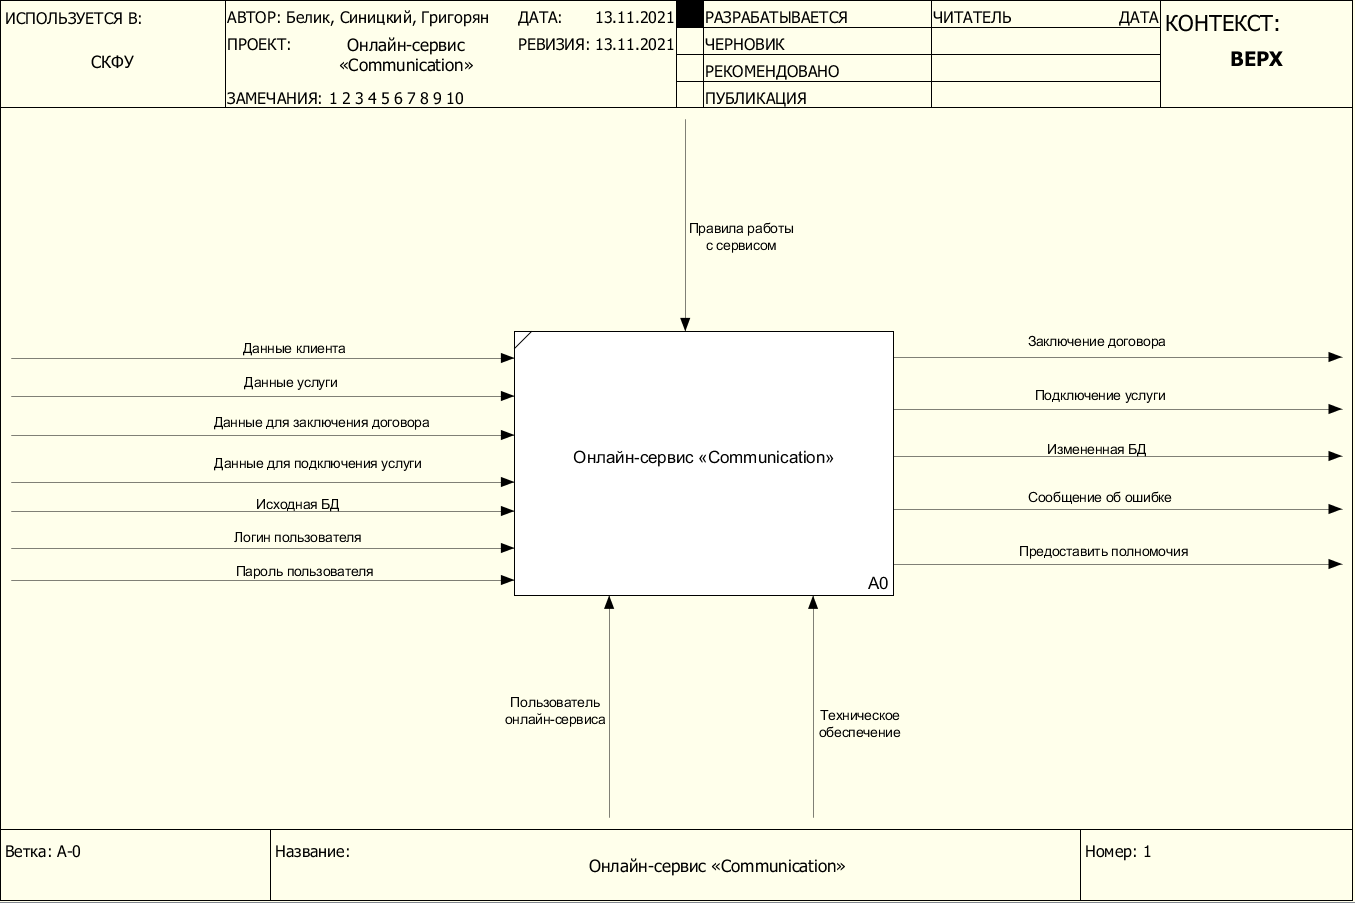 ИСПОЛЬЗУЕТСЯ В:
СКФУ
АВТОР: Белик, Синицкий, Григорян
ДАТА: 13.11.2021
ПРОЕКТ: Онлайн-сервис
«Communication»
РЕВИЗИЯ: 13.11.2021
ЗАМЕЧАНИЯ: 1 2 3 4 5 6 7 8 9 10
РАЗРАБАТЫВАЕТСЯ
ЧЕРНОВИК
РЕКОМЕНДОВАНО
ПУБЛИКАЦИЯ
ЧИТАТЕЛЬ ДАТА
КОНТЕКСТ:
ВЕРХ
Правила работы
с сервисом
Данные клиента
Данные услуги
Данные для заключения договора
Данные для подключения услуги
Исходная БД
Логин пользователя
Пароль пользователя
Онлайн-сервис «Communication»
A0
Заключение договора
Подключение услуги
Измененная БД
Сообщение об ошибке
Предоставить полномочия
Пользователь
онлайн-сервиса
Техническое
обеспечение
Ветка: A-0
Название:
Онлайн-сервис «Communication»
Номер: 1